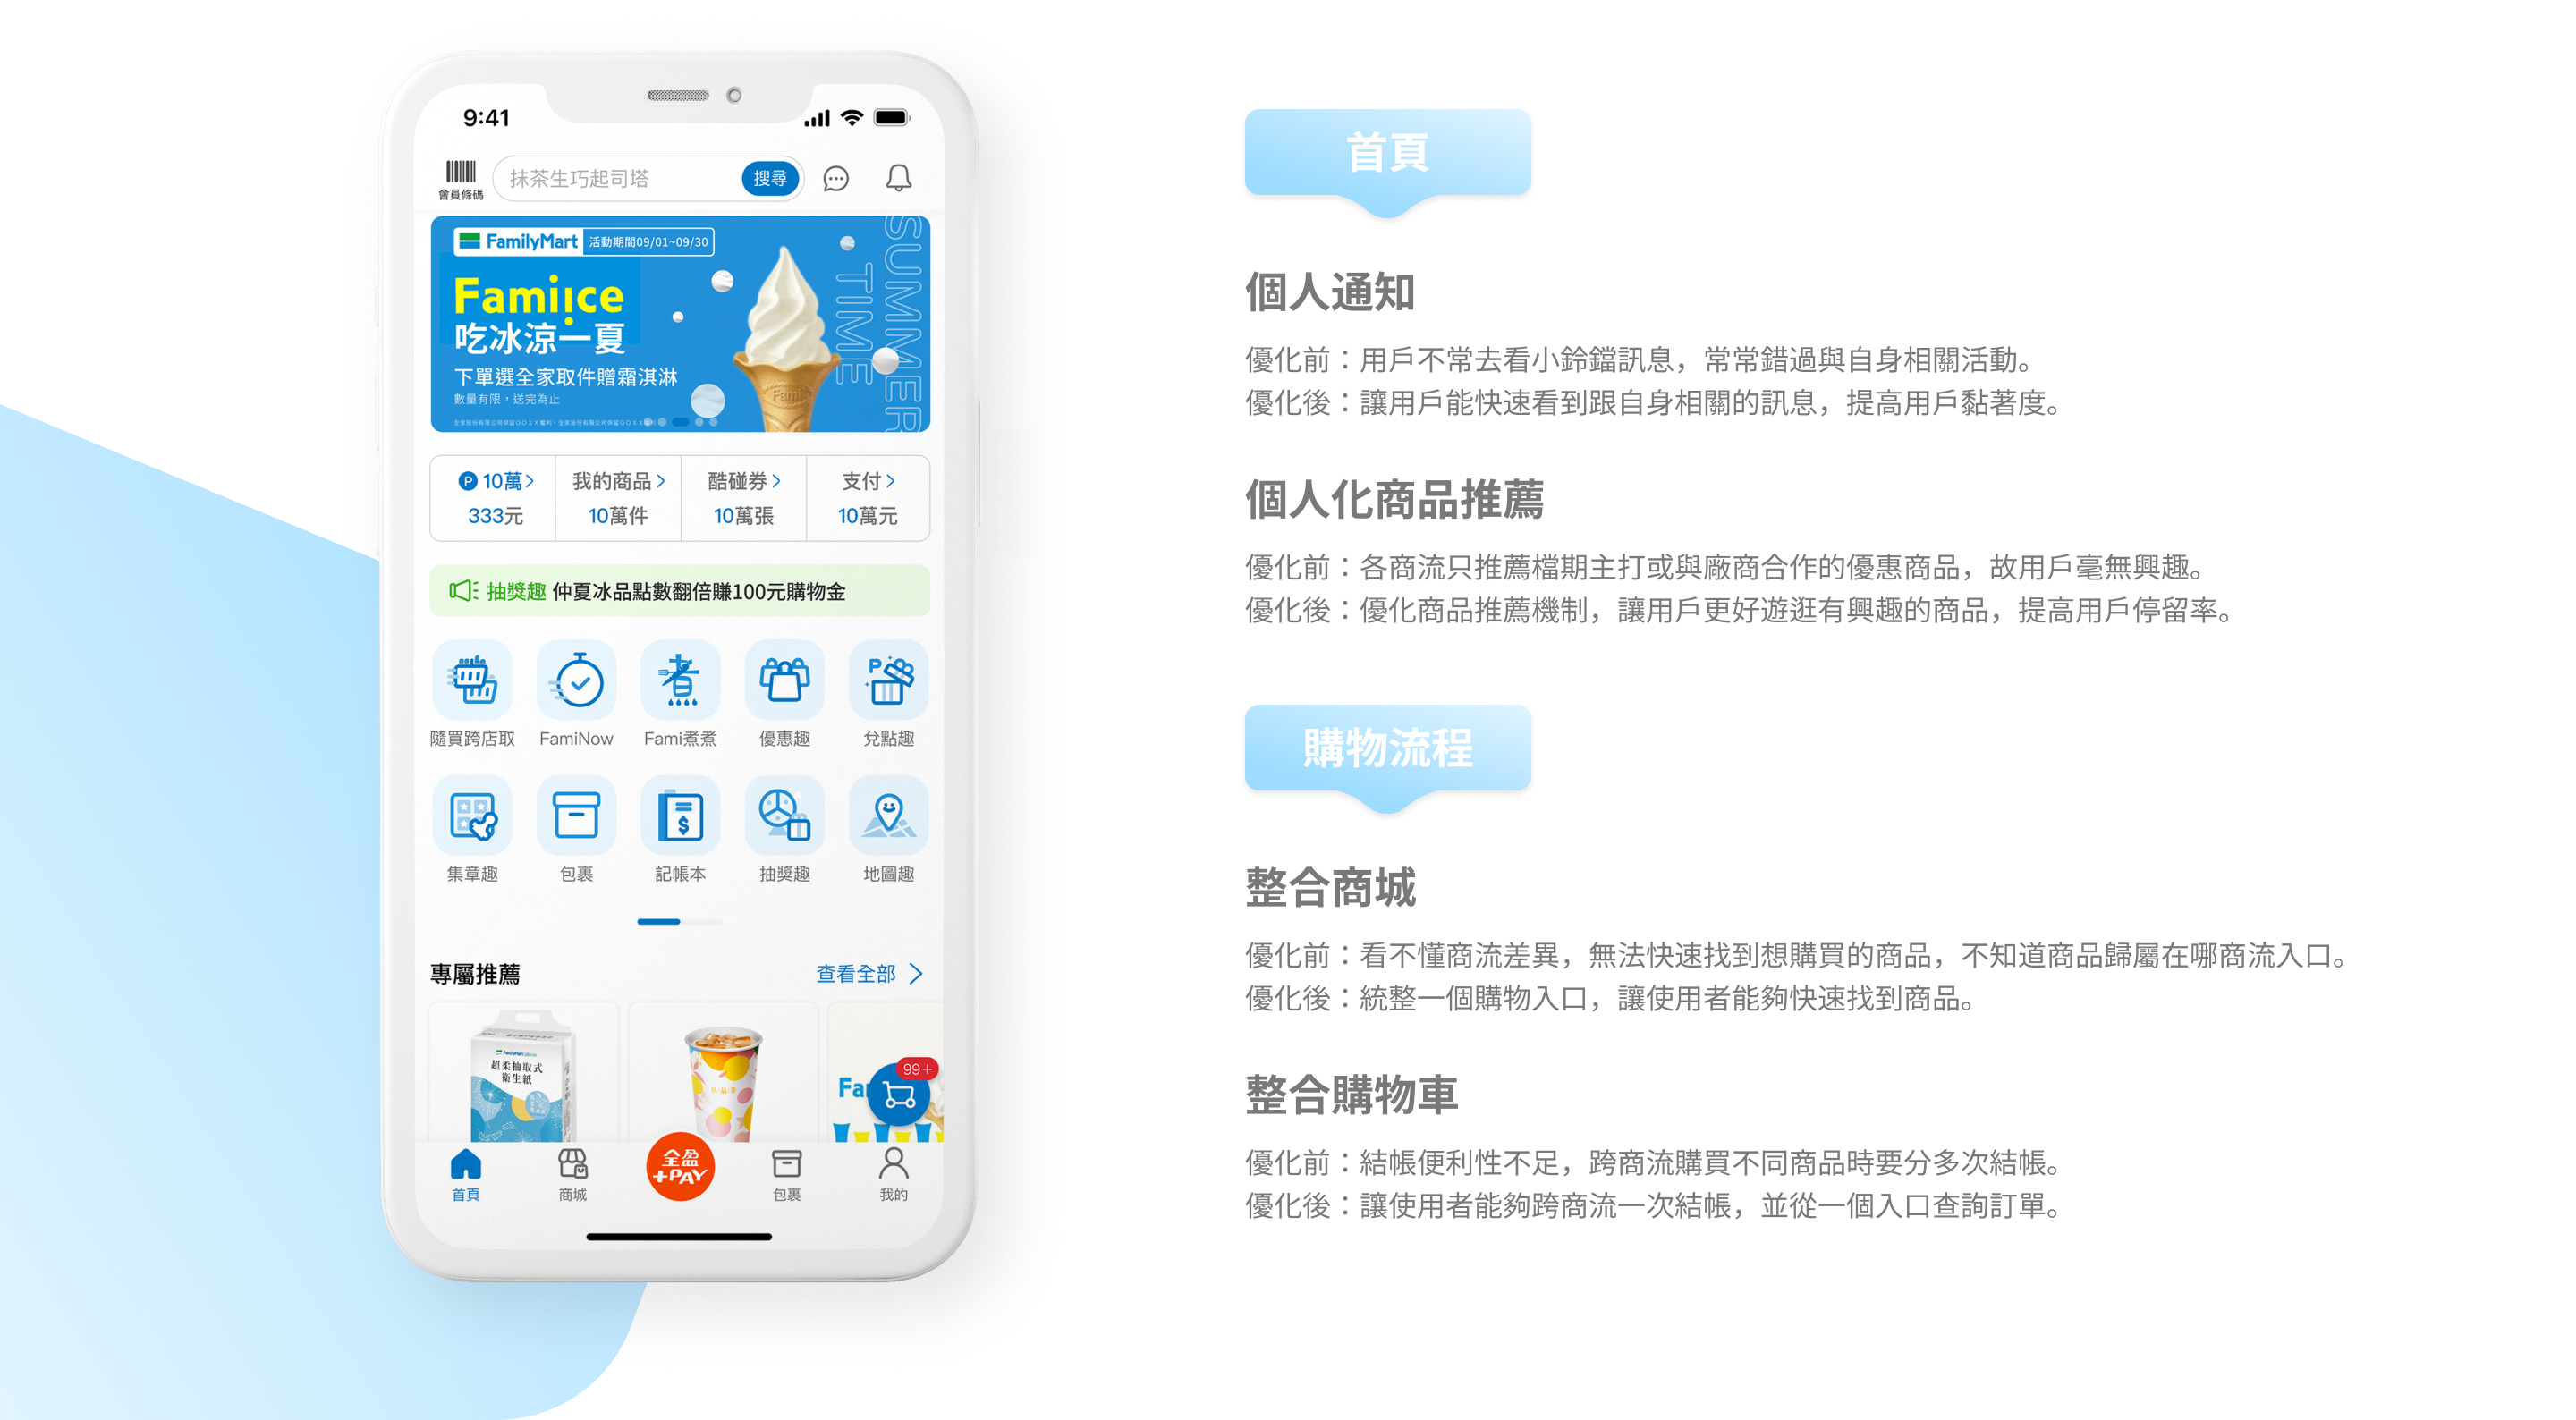 9:41
會員條碼
抹茶生巧起司塔
搜尋
FamilyMart 活動期間09/01~09/30
SUMMER
TIME
Famiice
吃冰涼一夏
下單選全家取件贈霜淇淋
數量有限，送完為止
Fami
P 10萬
333元
我的商品
10萬件
酷碰券
10萬張
支付
10萬元
抽獎趣 仲夏冰品點數翻倍賺100元購物金
隨買跨店取
FamiNow
Fami煮煮
優惠趣
兌點趣
集章趣
包裹
記帳本
抽獎趣
地圖趣
專屬推薦
查看全部
超柔抽取式
衛生紙
Fa
99+
首頁
商城
全盈
+PAY
包裹
我的
首頁
個人通知
優化前：用戶不常去看小鈴鐺訊息，常常錯過與自身相關活動。
優化後：讓用戶能快速看到跟自身相關的訊息，提高用戶黏著度。
個人化商品推薦
優化前：各商流只推薦檔期主打或與廠商合作的優惠商品，故用戶毫無興趣。
優化後：優化商品推薦機制，讓用戶更好遊逛有興趣的商品，提高用戶停留率。
購物流程
整合商城
優化前：看不懂商流差異，無法快速找到想購買的商品，不知道商品歸屬在哪商流入口。
優化後：統整一個購物入口，讓使用者能夠快速找到商品。
整合購物車
優化前：結帳便利性不足，跨商流購買不同商品時要分多次結帳。
優化後：讓使用者能夠跨商流一次結帳，並從一個入口查詢訂單。